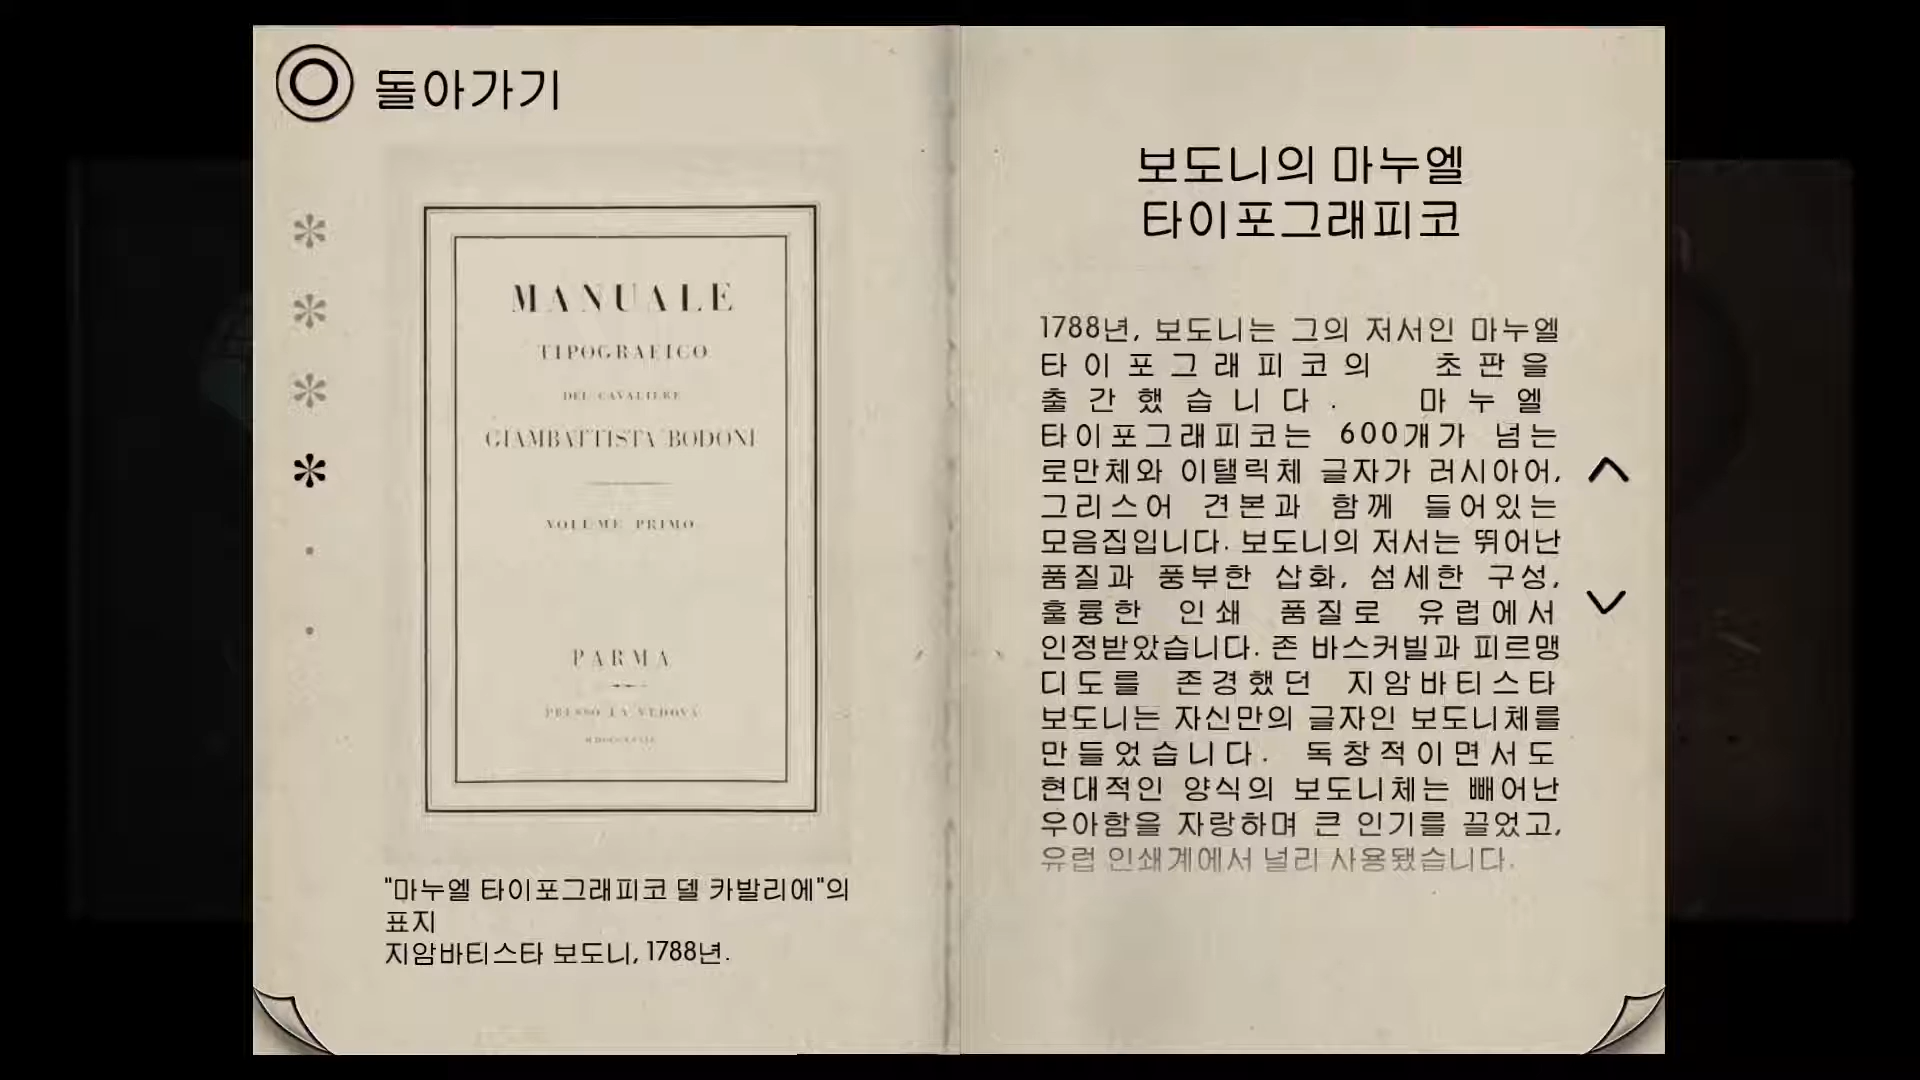 돌아가기
MANUALE
TIPOGRAFICO
DEL CAVALIERE
GIAMBATTISTA BODONI
VOLUME PRIMO
PARMA
PRESSO LA VEDOVA
"마누엘 타이포그래피코 델 카발리에"의
표지
지암바티스타 보도니, 1788년.
보도니의 마누엘
타이포그래피코
1788년, 보도니는 그의 저서인 마누엘
타이포그래피코의 초판을
출간했습니다. 마누엘
타이포그래피코는 600개가 넘는
로만체와 이탤릭체 글자가 러시아어,
그리스어 견본과 함께 들어있는
모음집입니다. 보도니의 저서는 뛰어난
품질과 풍부한 삽화, 섬세한 구성,
훌륭한 인쇄 품질로 유럽에서
인정받았습니다. 존 바스커빌과 피르맹
디도를 존경했던 지암바티스타
보도니는 자신만의 글자인 보도니체를
만들었습니다. 독창적이면서도
현대적인 양식의 보도니체는 빼어난
우아함을 자랑하며 큰 인기를 끌었고,
유럽 인쇄계에서 널리 사용됐습니다.